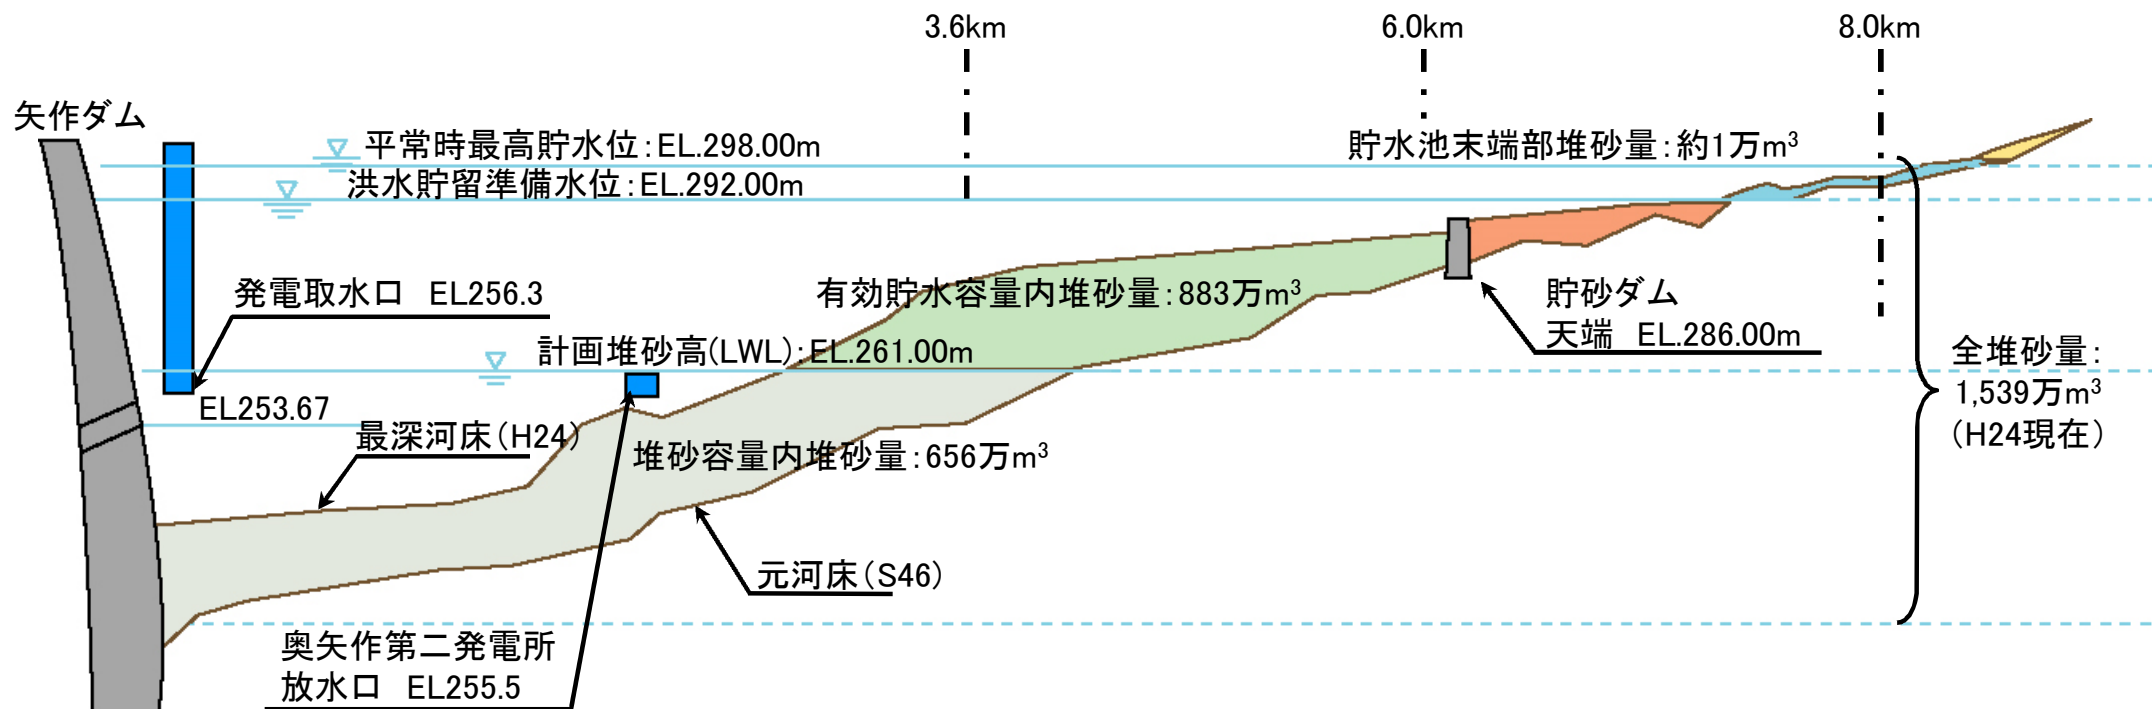 3.6km
6.0km
8.0km
矢作ダム
平常時最高貯水位：EL.298.00m
貯水池末端部堆砂量：約1万m³
洪水貯留準備水位：EL.292.00m
発電取水口 EL256.3
有効貯水容量内堆砂量：883万m³
貯砂ダム
天端 EL.286.00m
計画堆砂高(LWL)：EL.261.00m
全堆砂量：
1,539万m³
（H24現在）
EL253.67
最深河床（H24）
堆砂容量内堆砂量：656万m³
元河床（S46）
奥矢作第二発電所
放水口 EL255.5